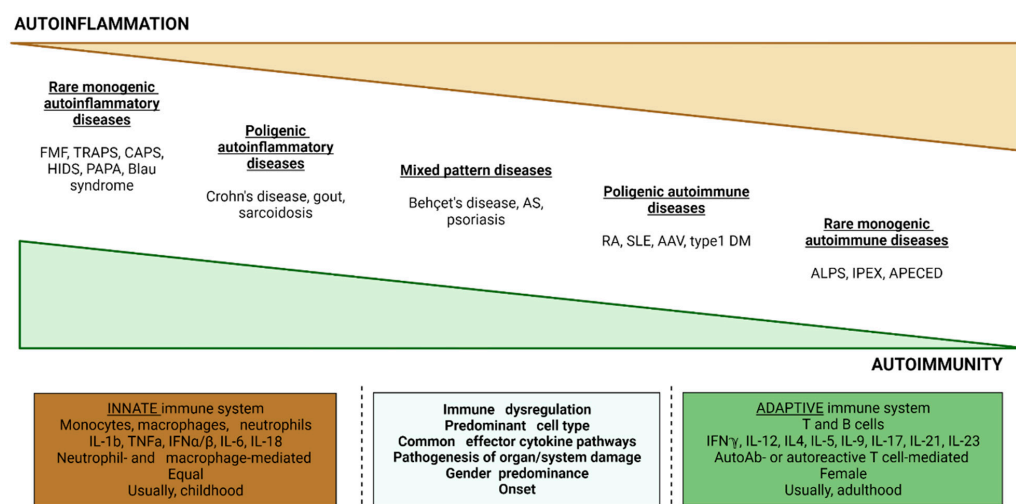 AUTOINFLAMMATION
Rare monogenic
autoinflammatory
diseases
FMF, TRAPS, CAPS,
HIDS, PAPA, Blau
syndrome
Poligenic
autoinflammatory
diseases
Crohn's disease, gout,
sarcoidosis
Mixed pattern diseases
Behçet's disease, AS,
psoriasis
Poligenic autoimmune
diseases
RA, SLE, AAV, type1 DM
Rare monogenic
autoimmune diseases
ALPS, IPEX, APECED
AUTOIMMUNITY
INNATE immune system
Monocytes, macrophages, neutrophils
IL-1b, TNFa, IFNα/β, IL-6, IL-18
Neutrophil- and macrophage-mediated
Equal
Usually, childhood
Immune dysregulation
Predominant cell type
Common effector cytokine pathways
Pathogenesis of organ/system damage
Gender predominance
Onset
ADAPTIVE immune system
T and B cells
IFNγ, IL-12, IL4, IL-5, IL-9, IL-17, IL-21, IL-23
AutoAb- or autoreactive T cell-mediated
Female
Usually, adulthood